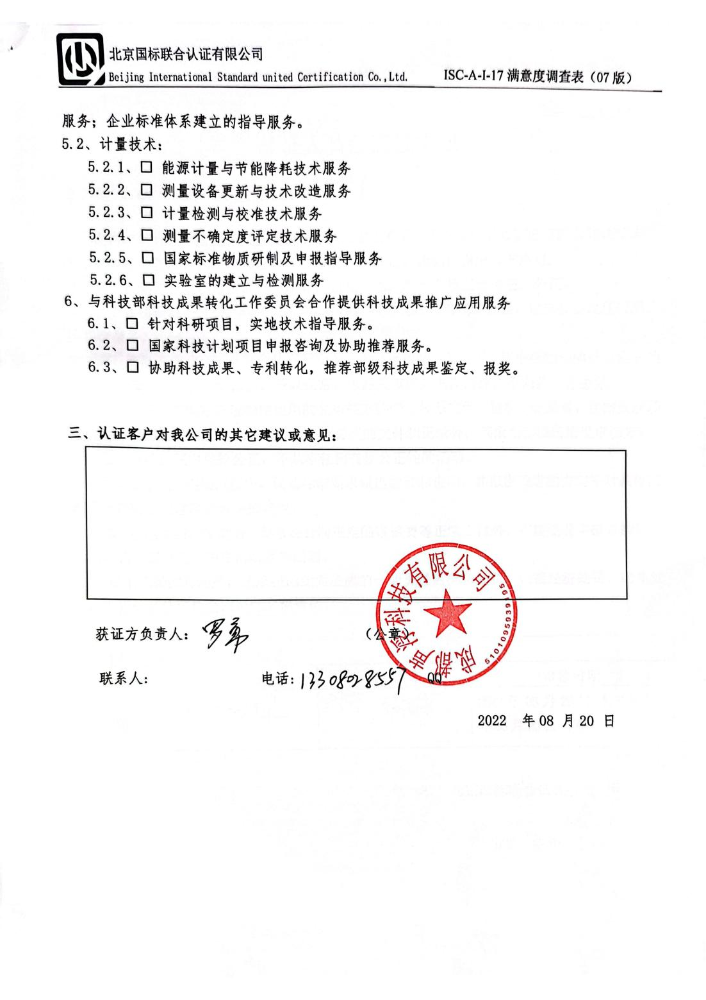 北京国标联合认证有限公司
Beijing International Standard united Certification Co.,Ltd.
ISC-A-I-17 满意度调查表（07 版）
服务；企业标准体系建立的指导服务。
5.2、计量技术：
5.2.1、□ 能源计量与节能降耗技术服务
5.2.2、□ 测量设备更新与技术改造服务
5.2.3、□ 计量检测与校准技术服务
5.2.4、□ 测量不确定度评定技术服务
5.2.5、□ 国家标准物质研制及申报指导服务
5.2.6、□ 实验室的建立与检测服务
6、与科技部科技成果转化工作委员会合作提供科技成果推广应用服务
6.1、□ 针对科研项目，实地技术指导服务。
6.2、□ 国家科技计划项目申报咨询及协助推荐服务。
6.3、□ 协助科技成果、专利转化，推荐部级科技成果鉴定、报奖。
三、认证客户对我公司的其它建议或意见：
获证方负责人：
（公章）
联系人：
电话：13308028557
QQ
2022 年 08 月 20 日
科技有限公司
5101095939195